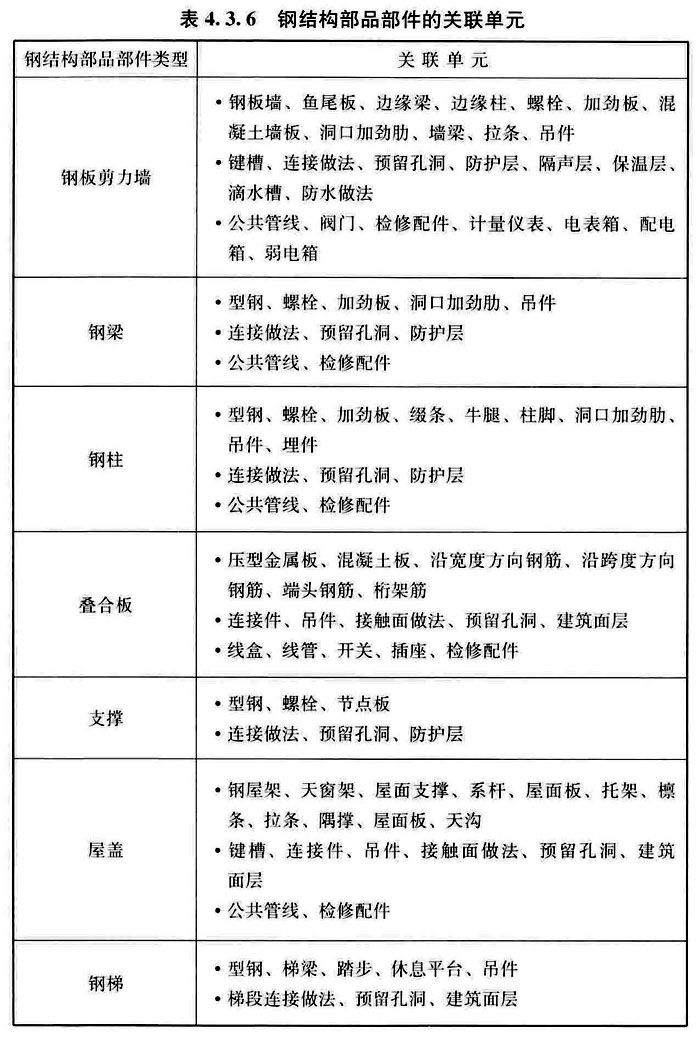 表 4.3.6 钢结构部品部件的关联单元
钢结构部品部件类型 关 联 单 元
钢板剪力墙
• 钢板墙、鱼尾板、边缘梁、边缘柱、螺栓、加劲板、混
凝土墙板、洞口加劲肋、墙梁、拉条、吊件
• 键槽、连接做法、预留孔洞、防护层、隔声层、保温层、
滴水槽、防水做法
• 公共管线、阀门、检修配件、计量仪表、电表箱、配电
箱、弱电箱
钢梁
• 型钢、螺栓、加劲板、洞口加劲肋、吊件
• 连接做法、预留孔洞、防护层
• 公共管线、检修配件
钢柱
• 型钢、螺栓、加劲板、缀条、牛腿、柱脚、洞口加劲肋、
吊件、埋件
• 连接做法、预留孔洞、防护层
• 公共管线、检修配件
叠合板
• 压型金属板、混凝土板、沿宽度方向钢筋、沿跨度方向
钢筋、端头钢筋、桁架筋
• 连接件、吊件、接触面做法、预留孔洞、建筑面层
• 线盒、线管、开关、插座、检修配件
支撑
• 型钢、螺栓、节点板
• 连接做法、预留孔洞、防护层
屋盖
• 钢屋架、天窗架、屋面支撑、系杆、屋面板、托架、檩
条、拉条、隅撑、屋面板、天沟
• 键槽、连接件、吊件、接触面做法、预留孔洞、建筑
面层
• 公共管线、检修配件
钢梯
• 型钢、梯梁、踏步、休息平台、吊件
• 梯段连接做法、预留孔洞、建筑面层